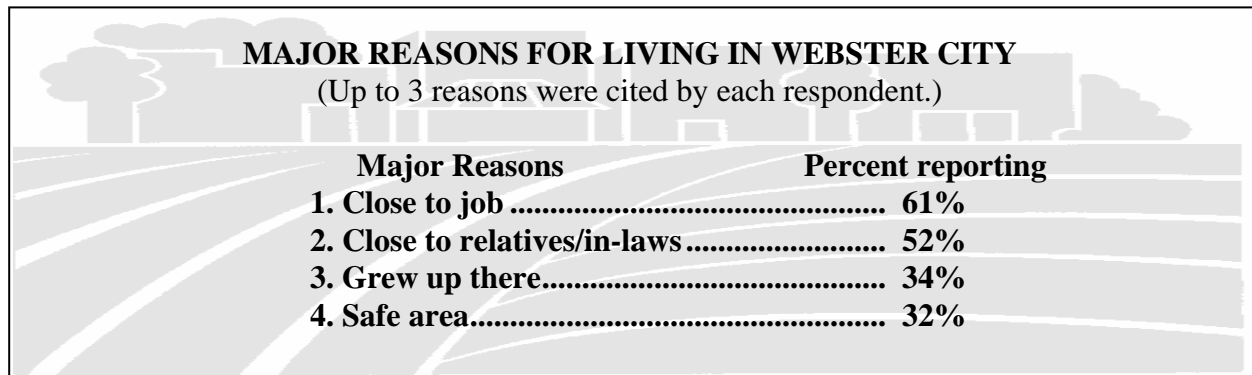 MAJOR REASONS FOR LIVING IN WEBSTER CITY
(Up to 3 reasons were cited by each respondent.)
Major Reasons Percent reporting
1. Close to job ................................................ 61%
2. Close to relatives/in-laws ......................... 52%
3. Grew up there............................................ 34%
4. Safe area..................................................... 32%